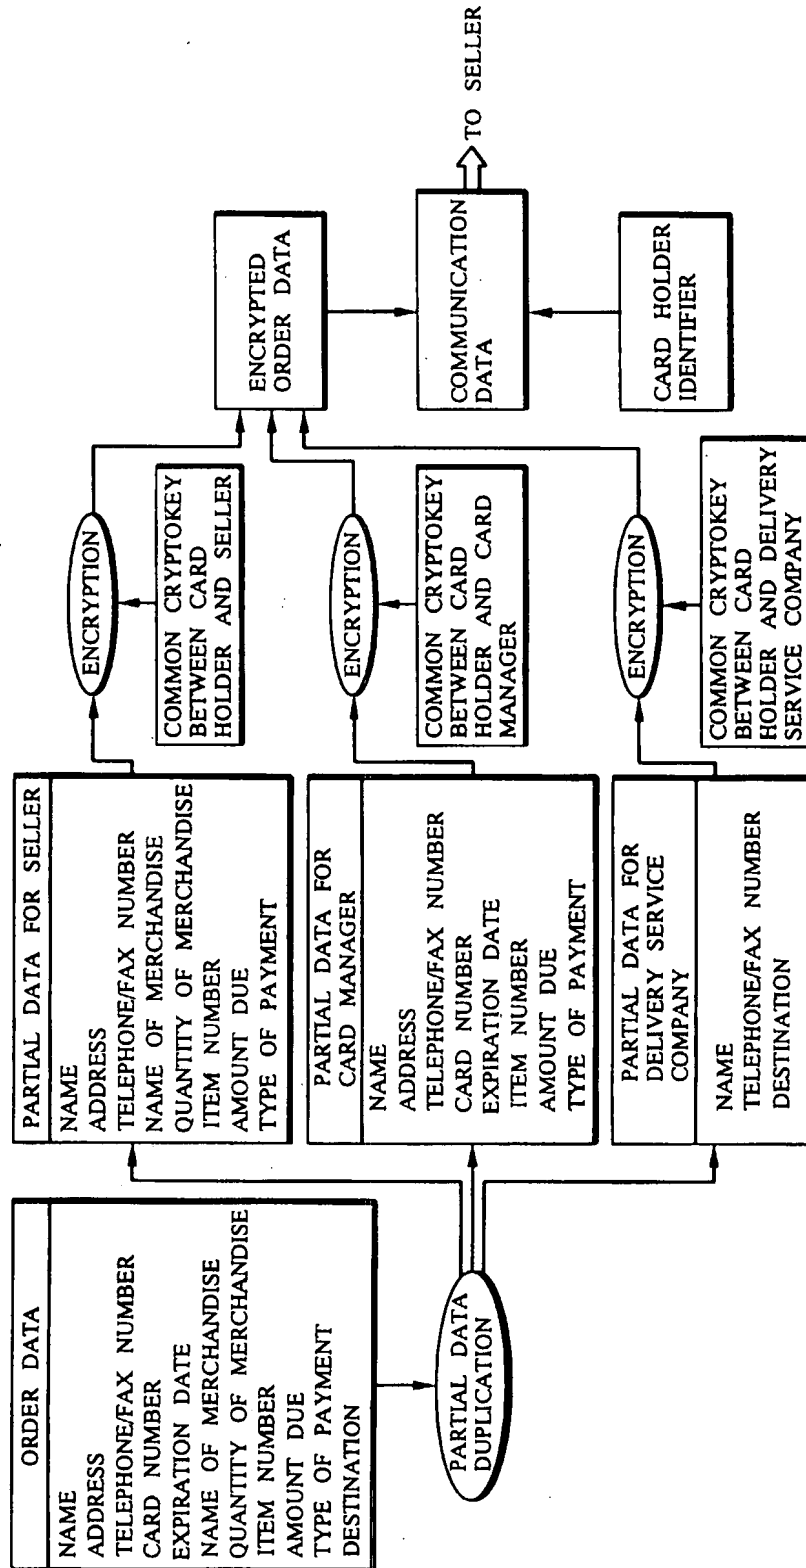 ORDER DATA
NAME
ADDRESS
TELEPHONE/FAX NUMBER
CARD NUMBER
EXPIRATION DATE
NAME OF MERCHANDISE
QUANTITY OF MERCHANDISE
ITEM NUMBER
AMOUNT DUE
TYPE OF PAYMENT
DESTINATION
PARTIAL DATA
DUPLICATION
PARTIAL DATA FOR SELLER
NAME
ADDRESS
TELEPHONE/FAX NUMBER
NAME OF MERCHANDISE
QUANTITY OF MERCHANDISE
ITEM NUMBER
AMOUNT DUE
TYPE OF PAYMENT
PARTIAL DATA FOR
CARD MANAGER
NAME
ADDRESS
TELEPHONE/FAX NUMBER
CARD NUMBER
EXPIRATION DATE
ITEM NUMBER
AMOUNT DUE
TYPE OF PAYMENT
PARTIAL DATA FOR
DELIVERY SERVICE
COMPANY
NAME
TELEPHONE/FAX NUMBER
DESTINATION
ENCRYPTION
COMMON CRYPTOKEY
BETWEEN CARD
HOLDER AND SELLER
ENCRYPTION
COMMON CRYPTOKEY
BETWEEN CARD
HOLDER AND CARD
MANAGER
ENCRYPTION
COMMON CRYPTOKEY
BETWEEN CARD
HOLDER AND DELIVERY
SERVICE COMPANY
ENCRYPTED
ORDER DATA
COMMUNICATION
DATA
CARD HOLDER
IDENTIFIER
TO SELLER